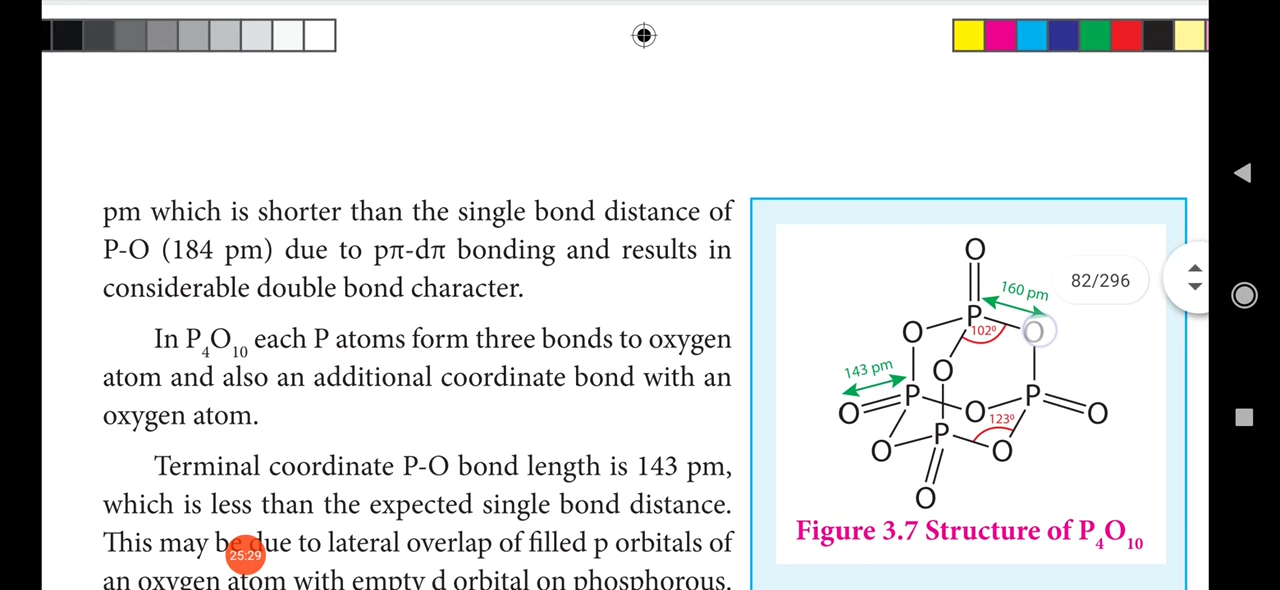 pm which is shorter than the single bond distance of
P-O (184 pm) due to pπ-dπ bonding and results in
considerable double bond character.
In P₄O₁₀ each P atoms form three bonds to oxygen
atom and also an additional coordinate bond with an
oxygen atom.
Terminal coordinate P-O bond length is 143 pm,
which is less than the expected single bond distance.
This may be due to lateral overlap of filled p orbitals of
an oxygen atom with empty d orbital on phosphorous.
25:29
82/296
O
160 pm
P
O
O
102⁰
O
143 pm
P
P
O
O
O
123⁰
P
O
O
O
Figure 3.7 Structure of P₄O₁₀